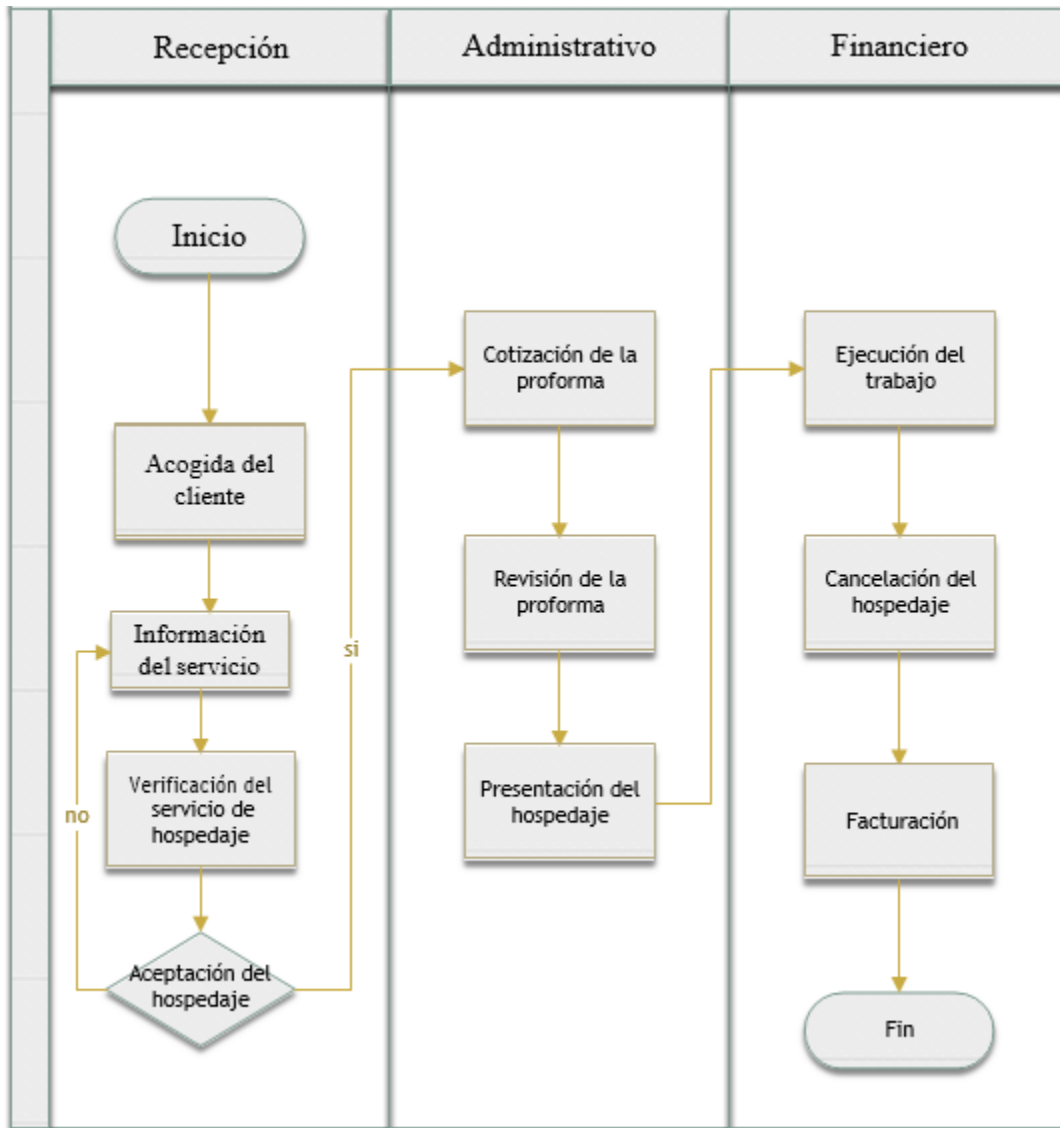 Recepción
Administrativo
Financiero
Inicio
Acogida del
cliente
Información
del servicio
Verificación del
servicio de
hospedaje
Aceptación del
hospedaje
no
si
Cotización de la
proforma
Revisión de la
proforma
Presentación del
hospedaje
Ejecución del
trabajo
Cancelación del
hospedaje
Facturación
Fin